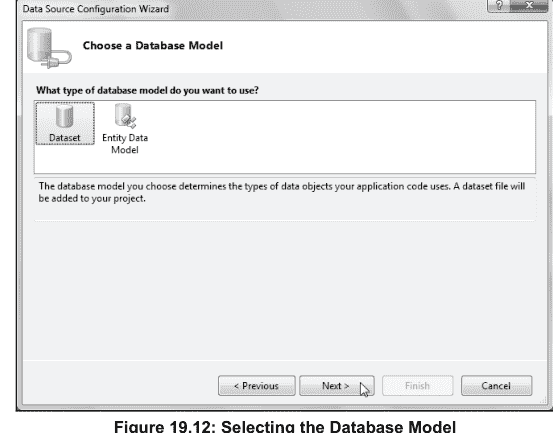 Data Source Configuration Wizard
? X
Choose a Database Model
What type of database model do you want to use?
Dataset
Entity Data
Model
The database model you choose determines the types of data objects your application code uses. A dataset file will
be added to your project.
< Previous
Next >
Finish
Cancel
Figure 19.12: Selecting the Database Model